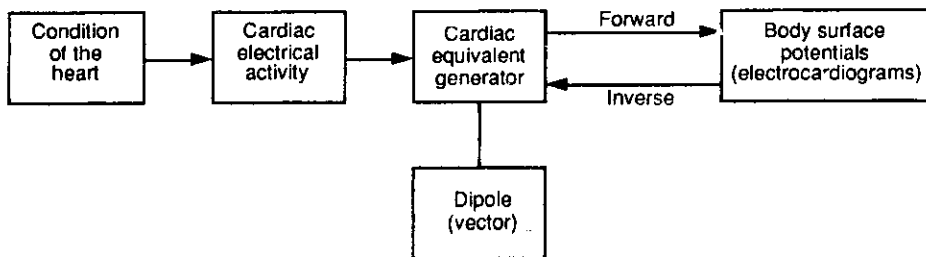 Condition
of the
heart
Cardiac
electrical
activity
Cardiac
equivalent
generator
Forward
Inverse
Body surface
potentials
(electrocardiograms)
Dipole
(vector)